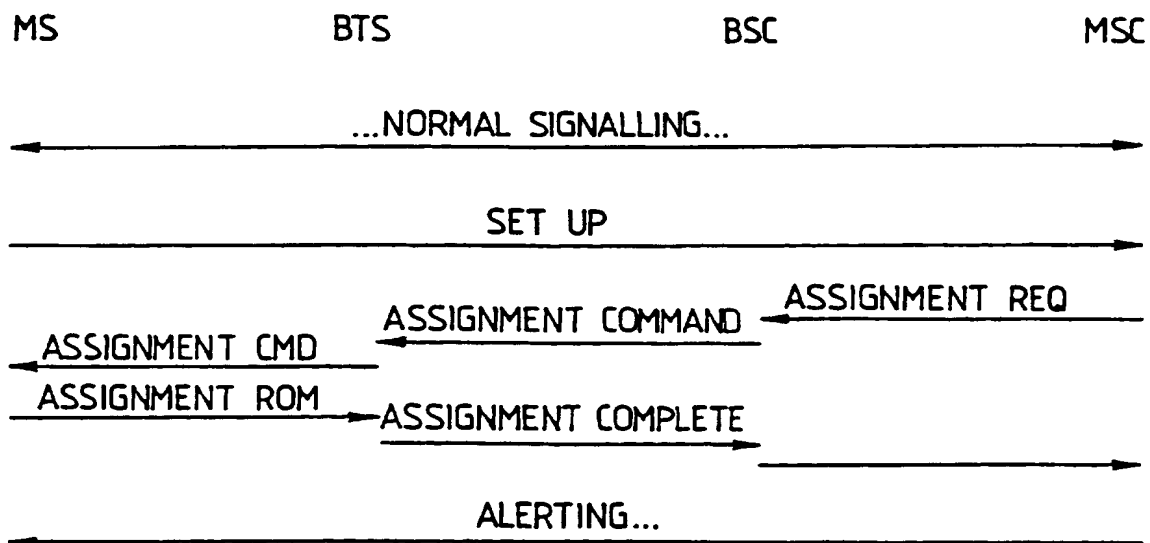 MS BTS BSC MSC
...NORMAL SIGNALLING...
SET UP
ASSIGNMENT REQ
ASSIGNMENT COMMAND
ASSIGNMENT CMD
ASSIGNMENT ROM
ASSIGNMENT COMPLETE
ALERTING...